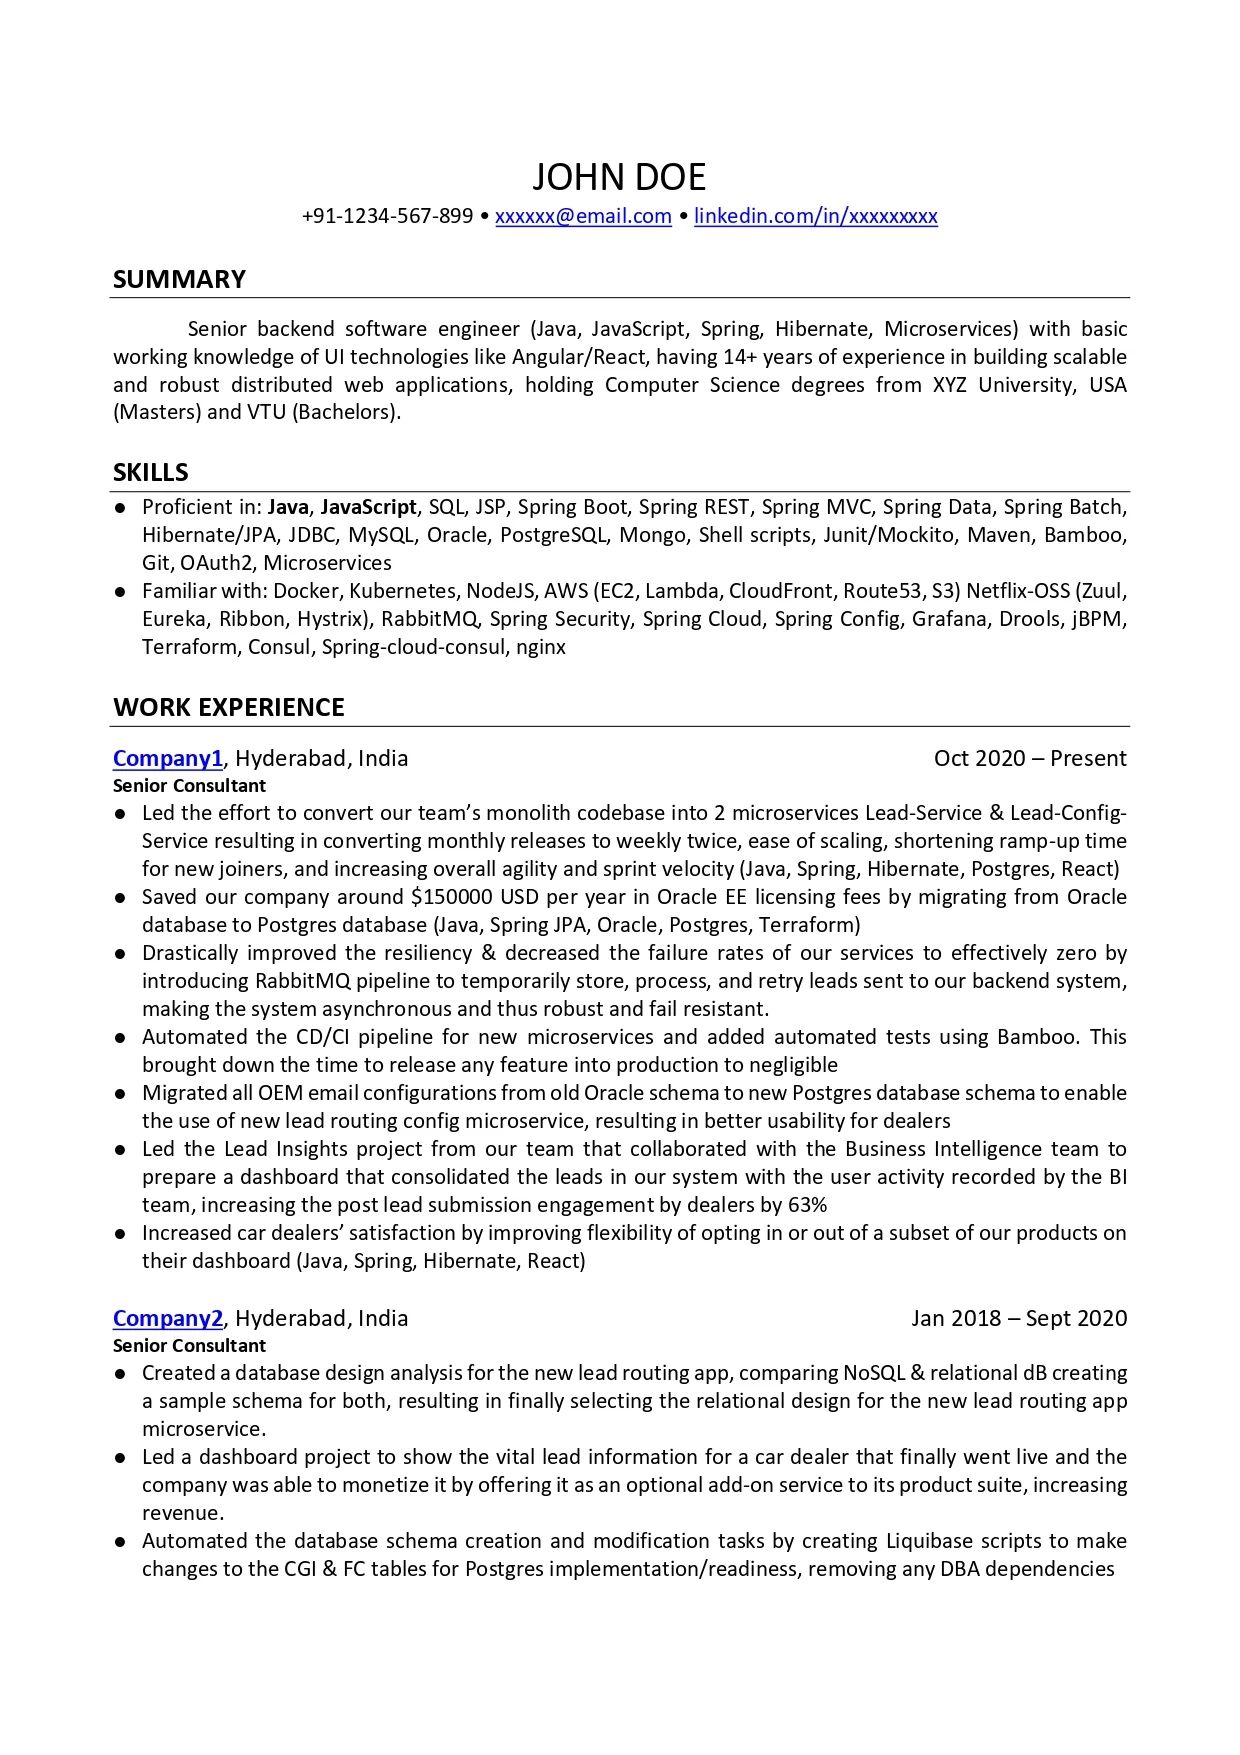 JOHN DOE
+91-1234-567-899 • xxxxxx@email.com • linkedin.com/in/xxxxxxxxx
SUMMARY
Senior backend software engineer (Java, JavaScript, Spring, Hibernate, Microservices) with basic
working knowledge of UI technologies like Angular/React, having 14+ years of experience in building scalable
and robust distributed web applications, holding Computer Science degrees from XYZ University, USA
(Masters) and VTU (Bachelors).
SKILLS
● Proficient in: Java, JavaScript, SQL, JSP, Spring Boot, Spring REST, Spring MVC, Spring Data, Spring Batch,
Hibernate/JPA, JDBC, MySQL, Oracle, PostgreSQL, Mongo, Shell scripts, Junit/Mockito, Maven, Bamboo,
Git, OAuth2, Microservices
● Familiar with: Docker, Kubernetes, NodeJS, AWS (EC2, Lambda, CloudFront, Route53, S3) Netflix-OSS (Zuul,
Eureka, Ribbon, Hystrix), RabbitMQ, Spring Security, Spring Cloud, Spring Config, Grafana, Drools, jBPM,
Terraform, Consul, Spring-cloud-consul, nginx
WORK EXPERIENCE
Company1, Hyderabad, India Oct 2020 – Present
Senior Consultant
● Led the effort to convert our team’s monolith codebase into 2 microservices Lead-Service & Lead-Config-
Service resulting in converting monthly releases to weekly twice, ease of scaling, shortening ramp-up time
for new joiners, and increasing overall agility and sprint velocity (Java, Spring, Hibernate, Postgres, React)
● Saved our company around $150000 USD per year in Oracle EE licensing fees by migrating from Oracle
database to Postgres database (Java, Spring JPA, Oracle, Postgres, Terraform)
● Drastically improved the resiliency & decreased the failure rates of our services to effectively zero by
introducing RabbitMQ pipeline to temporarily store, process, and retry leads sent to our backend system,
making the system asynchronous and thus robust and fail resistant.
● Automated the CD/CI pipeline for new microservices and added automated tests using Bamboo. This
brought down the time to release any feature into production to negligible
● Migrated all OEM email configurations from old Oracle schema to new Postgres database schema to enable
the use of new lead routing config microservice, resulting in better usability for dealers
● Led the Lead Insights project from our team that collaborated with the Business Intelligence team to
prepare a dashboard that consolidated the leads in our system with the user activity recorded by the BI
team, increasing the post lead submission engagement by dealers by 63%
● Increased car dealers’ satisfaction by improving flexibility of opting in or out of a subset of our products on
their dashboard (Java, Spring, Hibernate, React)
Company2, Hyderabad, India Jan 2018 – Sept 2020
Senior Consultant
● Created a database design analysis for the new lead routing app, comparing NoSQL & relational dB creating
a sample schema for both, resulting in finally selecting the relational design for the new lead routing app
microservice.
● Led a dashboard project to show the vital lead information for a car dealer that finally went live and the
company was able to monetize it by offering it as an optional add-on service to its product suite, increasing
revenue.
● Automated the database schema creation and modification tasks by creating Liquibase scripts to make
changes to the CGI & FC tables for Postgres implementation/readiness, removing any DBA dependencies